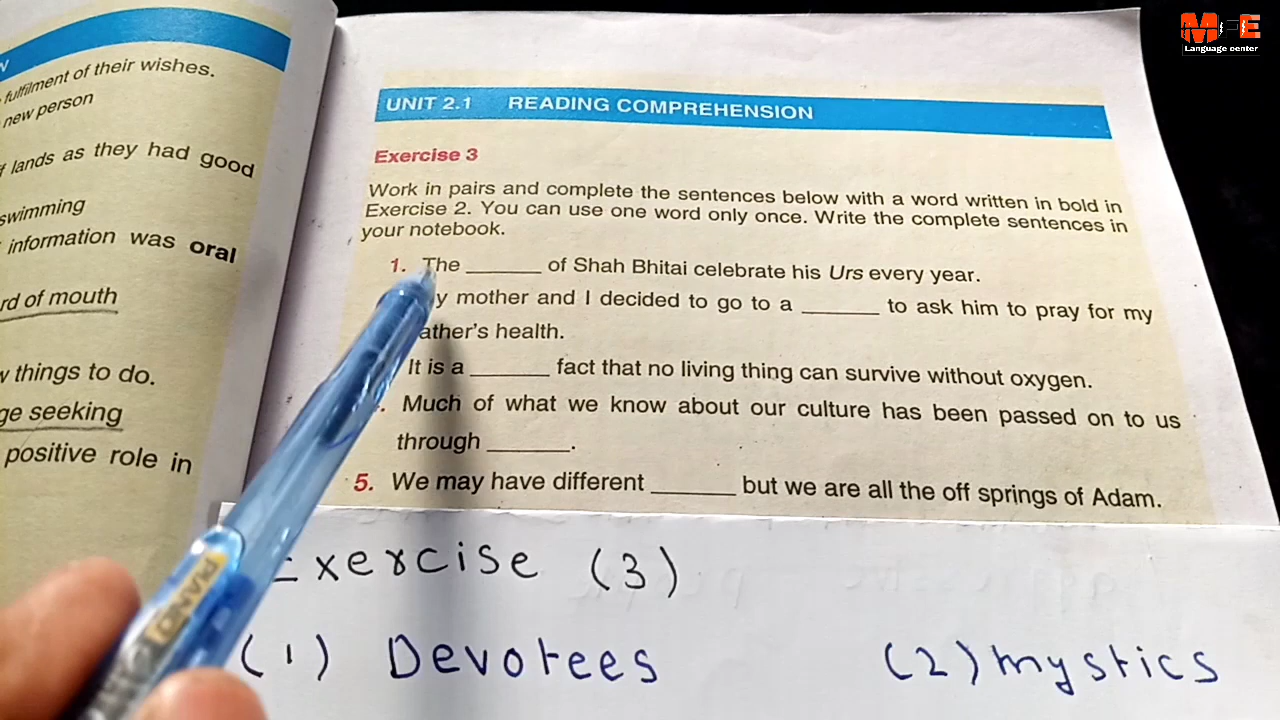 M E
Language center
fulfilment of their wishes.
new person
lands as they had good
swimming
information was oral
rd of mouth
things to do.
ge seeking
positive role in
UNIT 2.1 READING COMPREHENSION
Exercise 3
Work in pairs and complete the sentences below with a word written in bold in
Exercise 2. You can use one word only once. Write the complete sentences in
your notebook.
1. The ______ of Shah Bhitai celebrate his Urs every year.
y mother and I decided to go to a ______ to ask him to pray for my
ather's health.
It is a ______ fact that no living thing can survive without oxygen.
Much of what we know about our culture has been passed on to us
through ______.
5. We may have different ______ but we are all the off springs of Adam.
Exercise (3)
(1) Devotees (2) mystics
PIANO